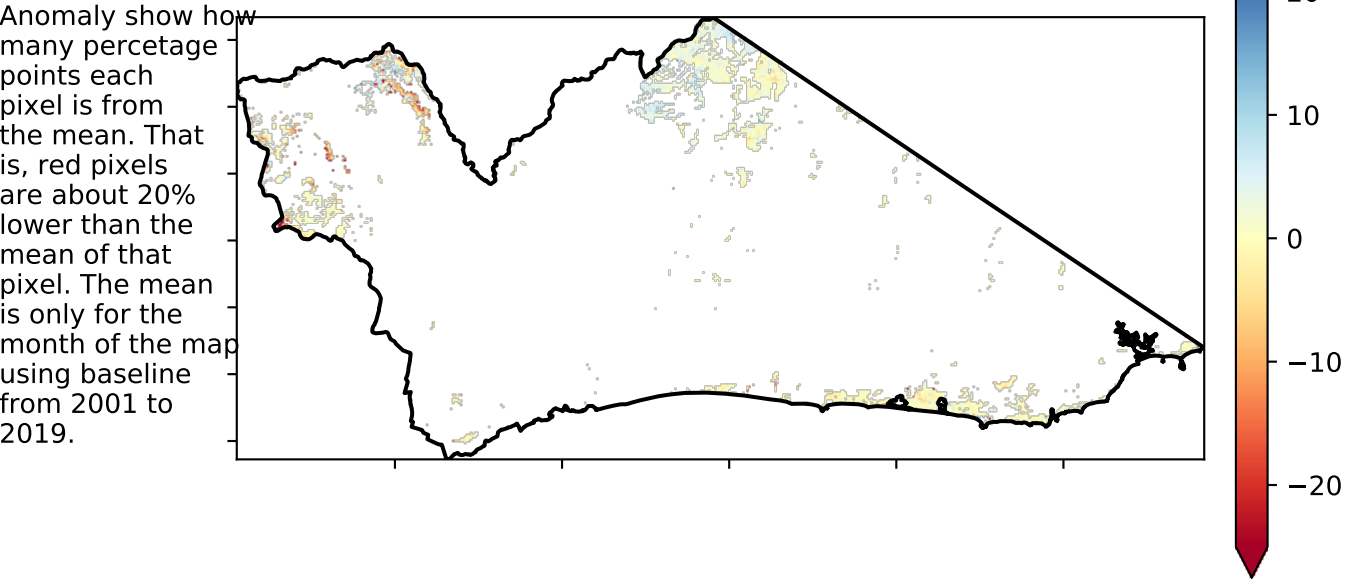 Anomaly show how
many percetage
points each
pixel is from
the mean. That
is, red pixels
are about 20%
lower than the
mean of that
pixel. The mean
is only for the
month of the map
using baseline
from 2001 to
2019.
10
0
−10
−20